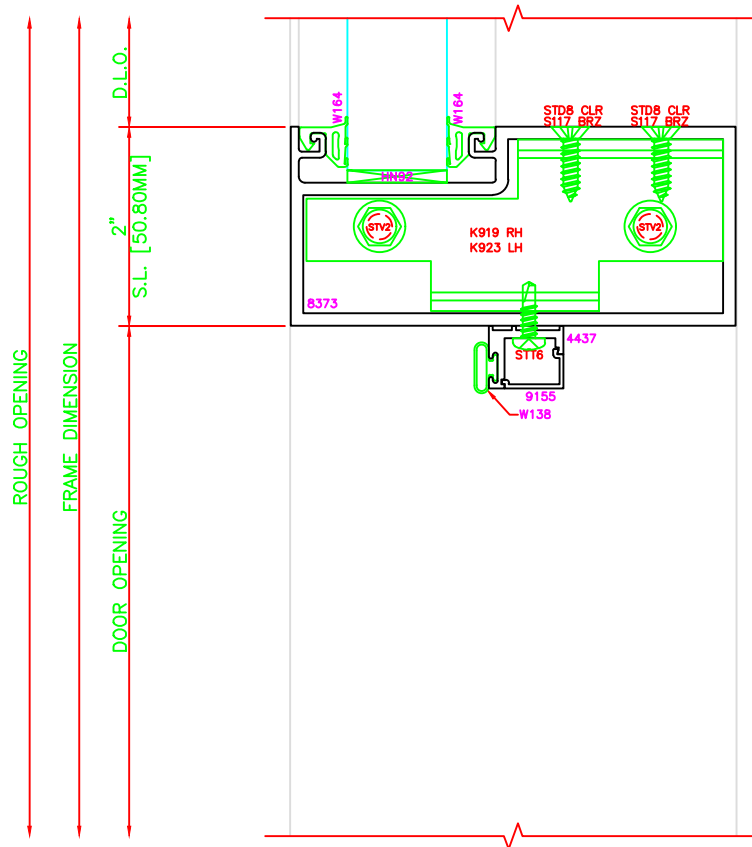 D.L.O.
W164
W164
STD8 CLR
S117 BRZ
STD8 CLR
S117 BRZ
HN92
2"
S.L. [50.80MM]
STV2
STV2
K919 RH
K923 LH
8373
4437
STT6
9155
W138
ROUGH OPENING
FRAME DIMENSION
DOOR OPENING